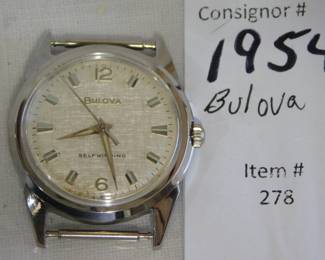 Consignor #
1954
Bulova
Item #
278
12
BULOVA
SELFWINDING
6